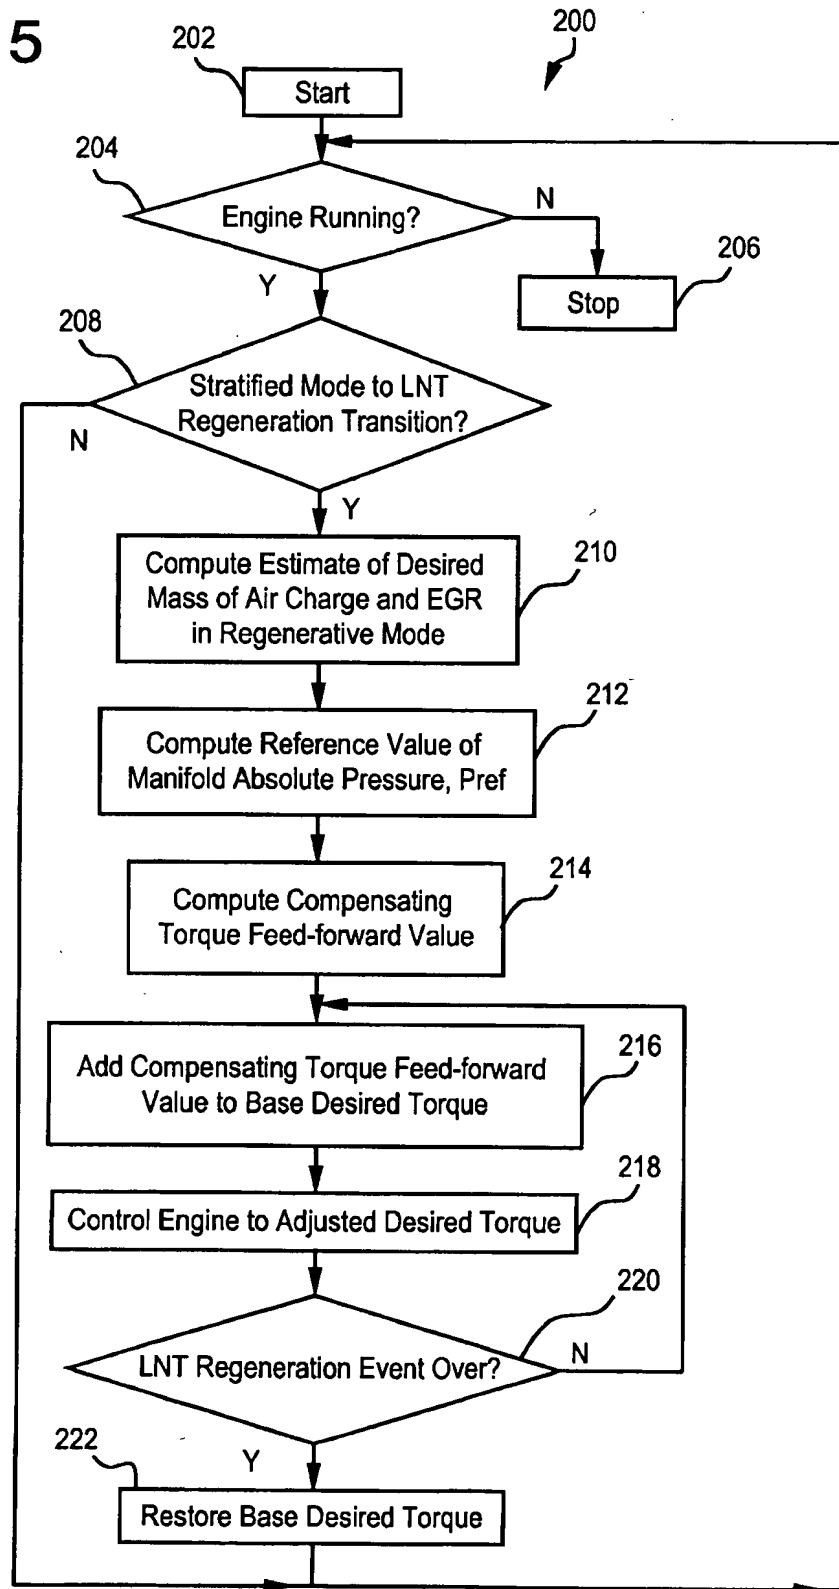 5
200
202
Start
204
Engine Running?
N
206
Stop
Y
208
Stratified Mode to LNT
Regeneration Transition?
N
Y
210
Compute Estimate of Desired
Mass of Air Charge and EGR
in Regenerative Mode
212
Compute Reference Value of
Manifold Absolute Pressure, Pref
214
Compute Compensating
Torque Feed-forward Value
216
Add Compensating Torque Feed-forward
Value to Base Desired Torque
218
Control Engine to Adjusted Desired Torque
220
LNT Regeneration Event Over?
N
Y
222
Restore Base Desired Torque